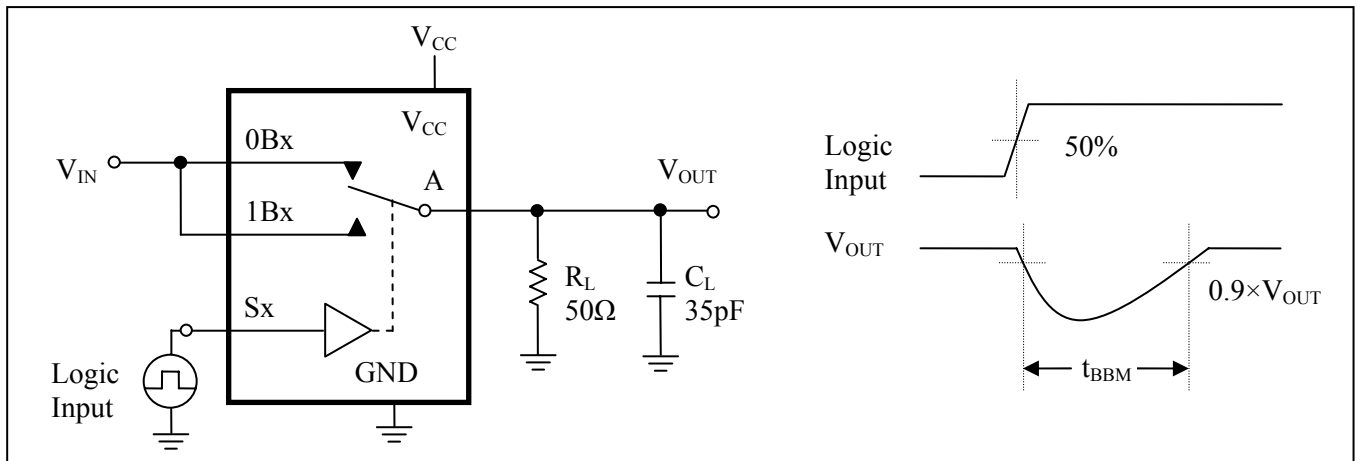 V_CC
V_CC
0Bx
V_IN
A
V_OUT
1Bx
R_L
50Ω
C_L
35pF
Sx
GND
Logic
Input
Logic
Input
50%
V_OUT
0.9×V_OUT
t_BBM